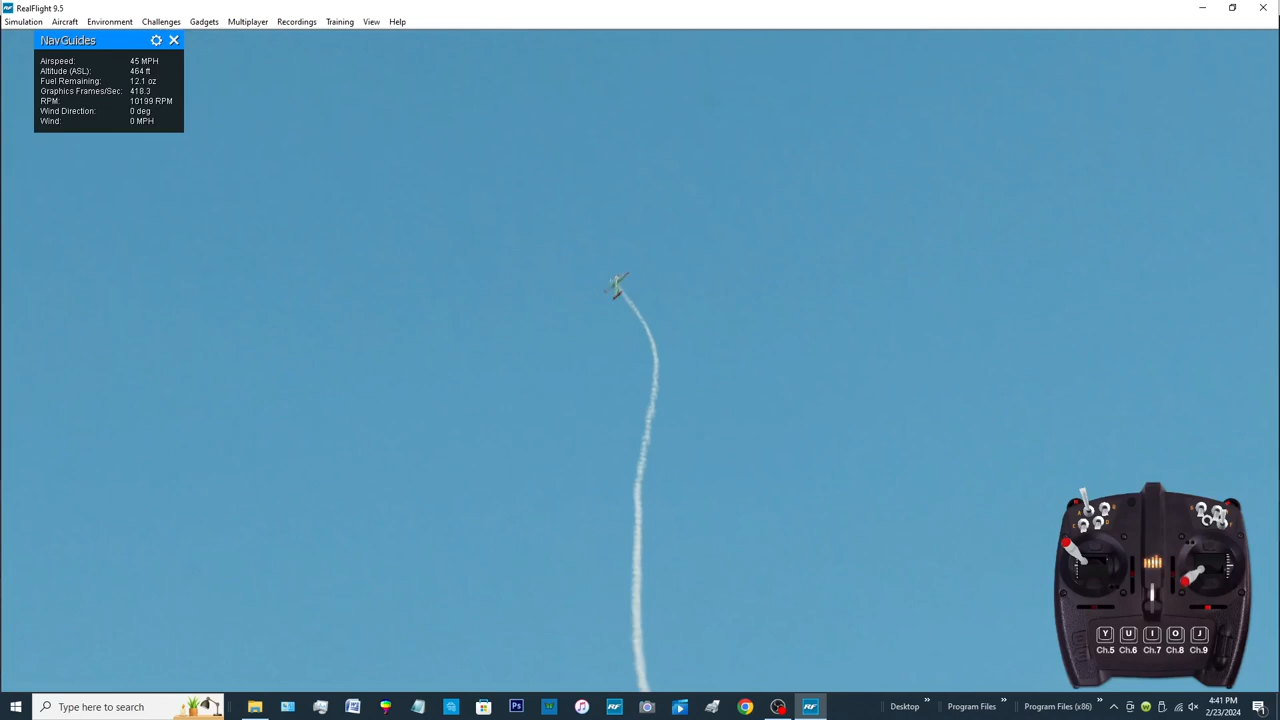 RealFlight 9.5
Simulation Aircraft Environment Challenges Gadgets Multiplayer Recordings Training View Help
NavGuides
Airspeed: 45 MPH
Altitude (ASL): 464 ft
Fuel Remaining: 12.1 oz
Graphics Frames/Sec: 418.3
RPM: 10199 RPM
Wind Direction: 0 deg
Wind: 0 MPH
A
C D
F
Y U I O J
Ch.5 Ch.6 Ch.7 Ch.8 Ch.9
Type here to search
Desktop
Program Files
Program Files (x86)
4:41 PM
2/23/2024